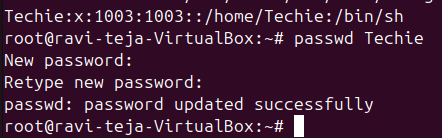 Techie:x:1003:1003::/home/Techie:/bin/sh
root@ravi-teja-VirtualBox:~# passwd Techie
New password:
Retype new password:
passwd: password updated successfully
root@ravi-teja-VirtualBox:~#